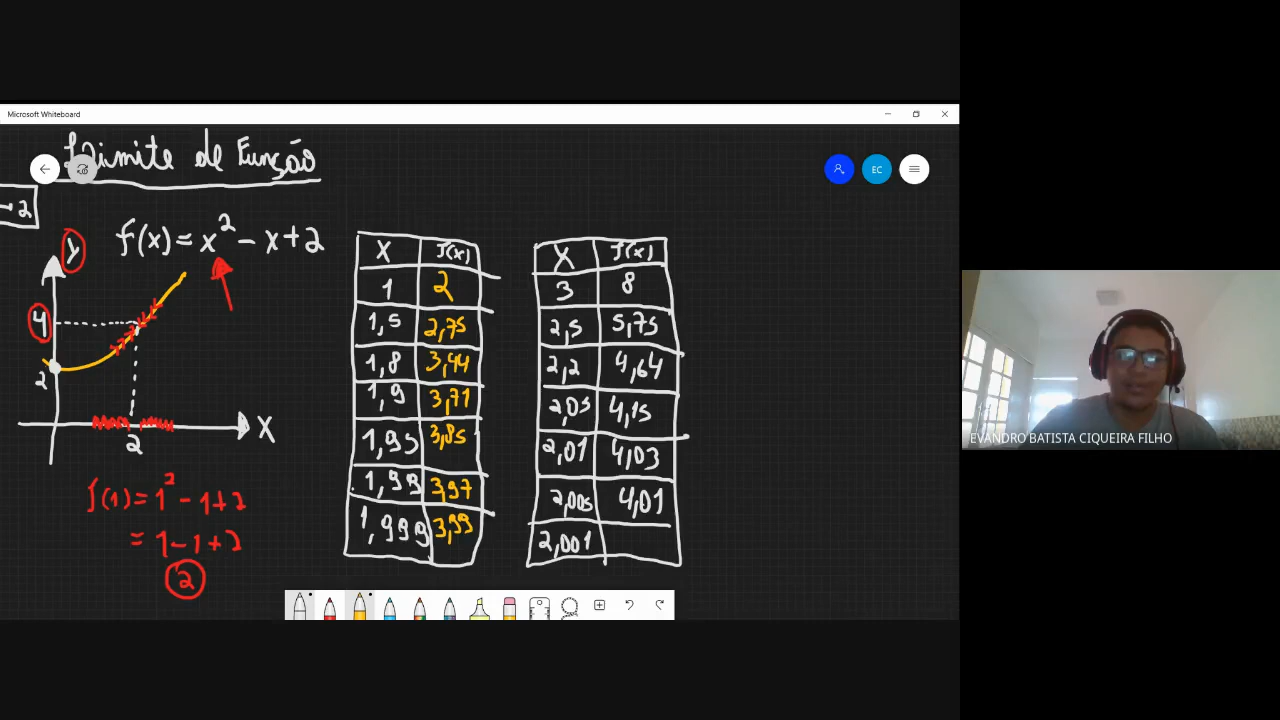 Microsoft Whiteboard
Limite de Função
EC
+2
f(x) = x² - x + 2
y
4
2
2
X
f(1) = 1² - 1 + 2
= 1 - 1 + 2
2
X f(x)
1 2
1,5 2,75
1,8 3,44
1,9 3,71
1,95 3,85
1,99 3,97
1,999 3,99
X f(x)
3 8
2,5 5,75
2,2 4,64
2,05 4,15
2,01 4,03
2,005 4,01
2,001
EVANDRO BATISTA CIQUEIRA FILHO